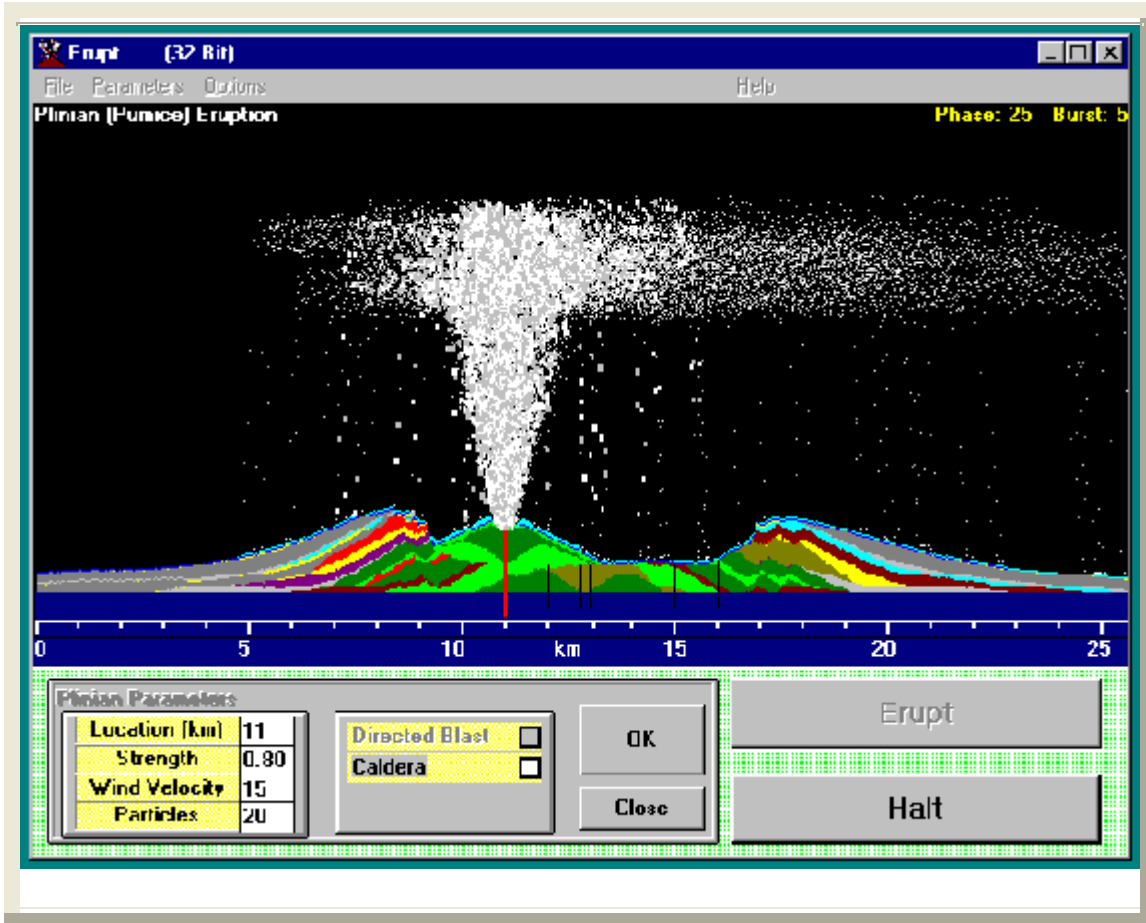 Erupt (32 Bit)
File Parameters Options Help
Plinian (Pumice) Eruption Phase: 25 Burst: 5
0 5 10 km 15 20 25
Plinian Parameters
Location (km) 11
Strength 0.80
Wind Velocity 15
Particles 20
Directed Blast
Caldera
OK
Close
Erupt
Halt